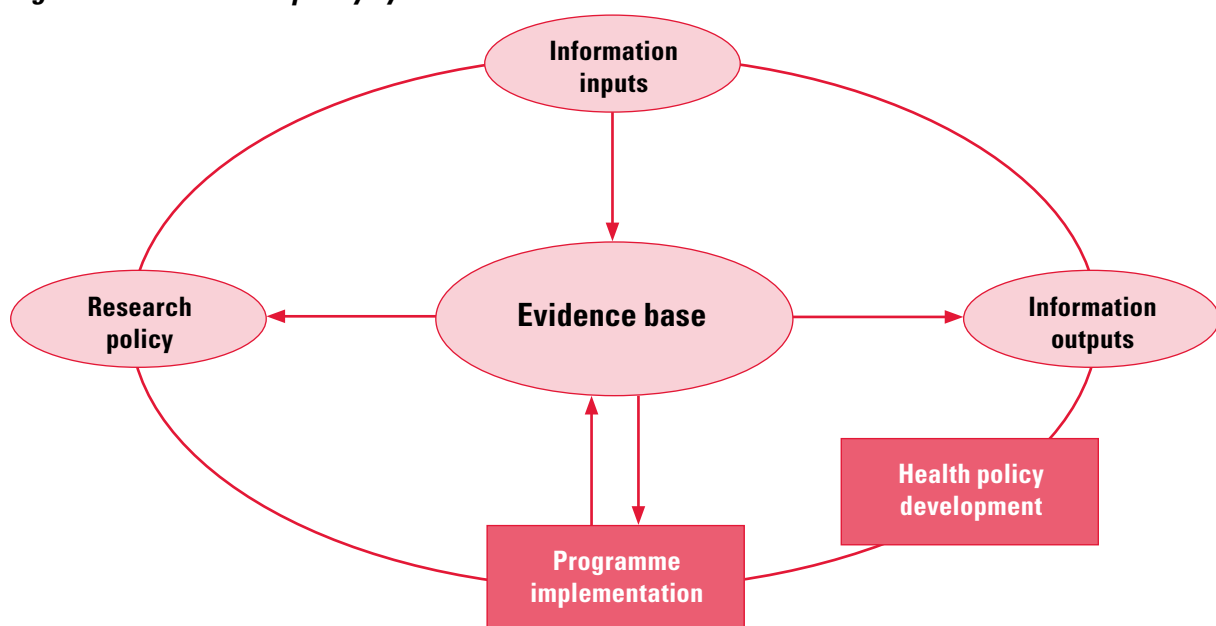 Information
inputs
Research
policy
Evidence base
Information
outputs
Health policy
development
Programme
implementation